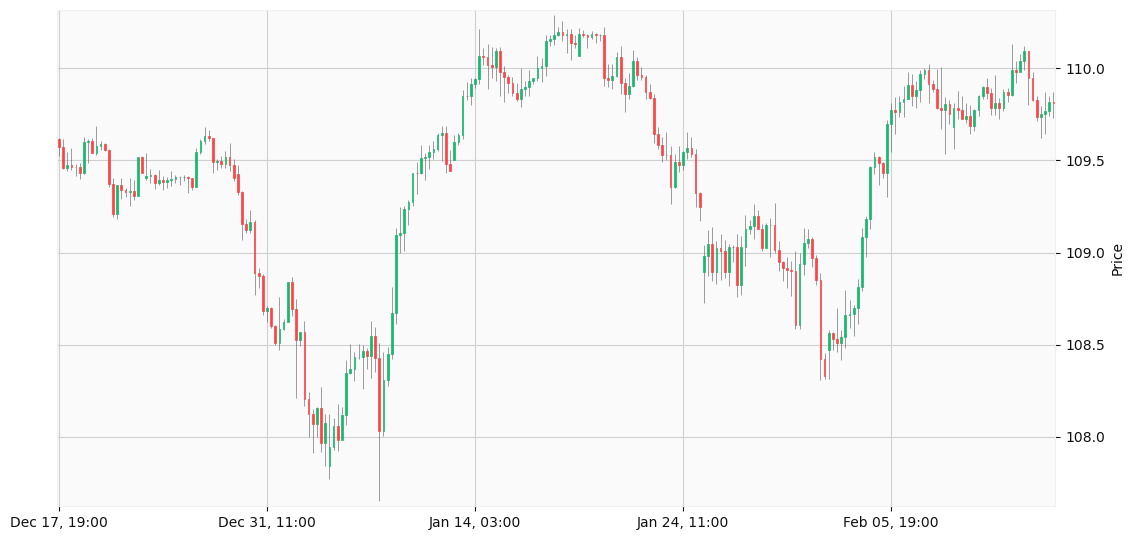 110.0
109.5
109.0
108.5
108.0
Price
Dec 17, 19:00
Dec 31, 11:00
Jan 14, 03:00
Jan 24, 11:00
Feb 05, 19:00